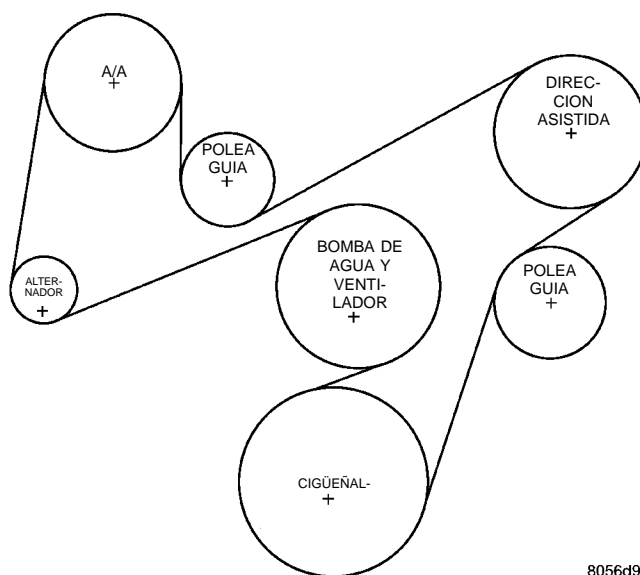 A/A
DIREC-
CION
ASISTIDA
POLEA
GUIA
BOMBA DE
AGUA Y
VENTI-
LADOR
ALTER-
NADOR
POLEA
GUIA
CIGÜEÑAL-
8056d9